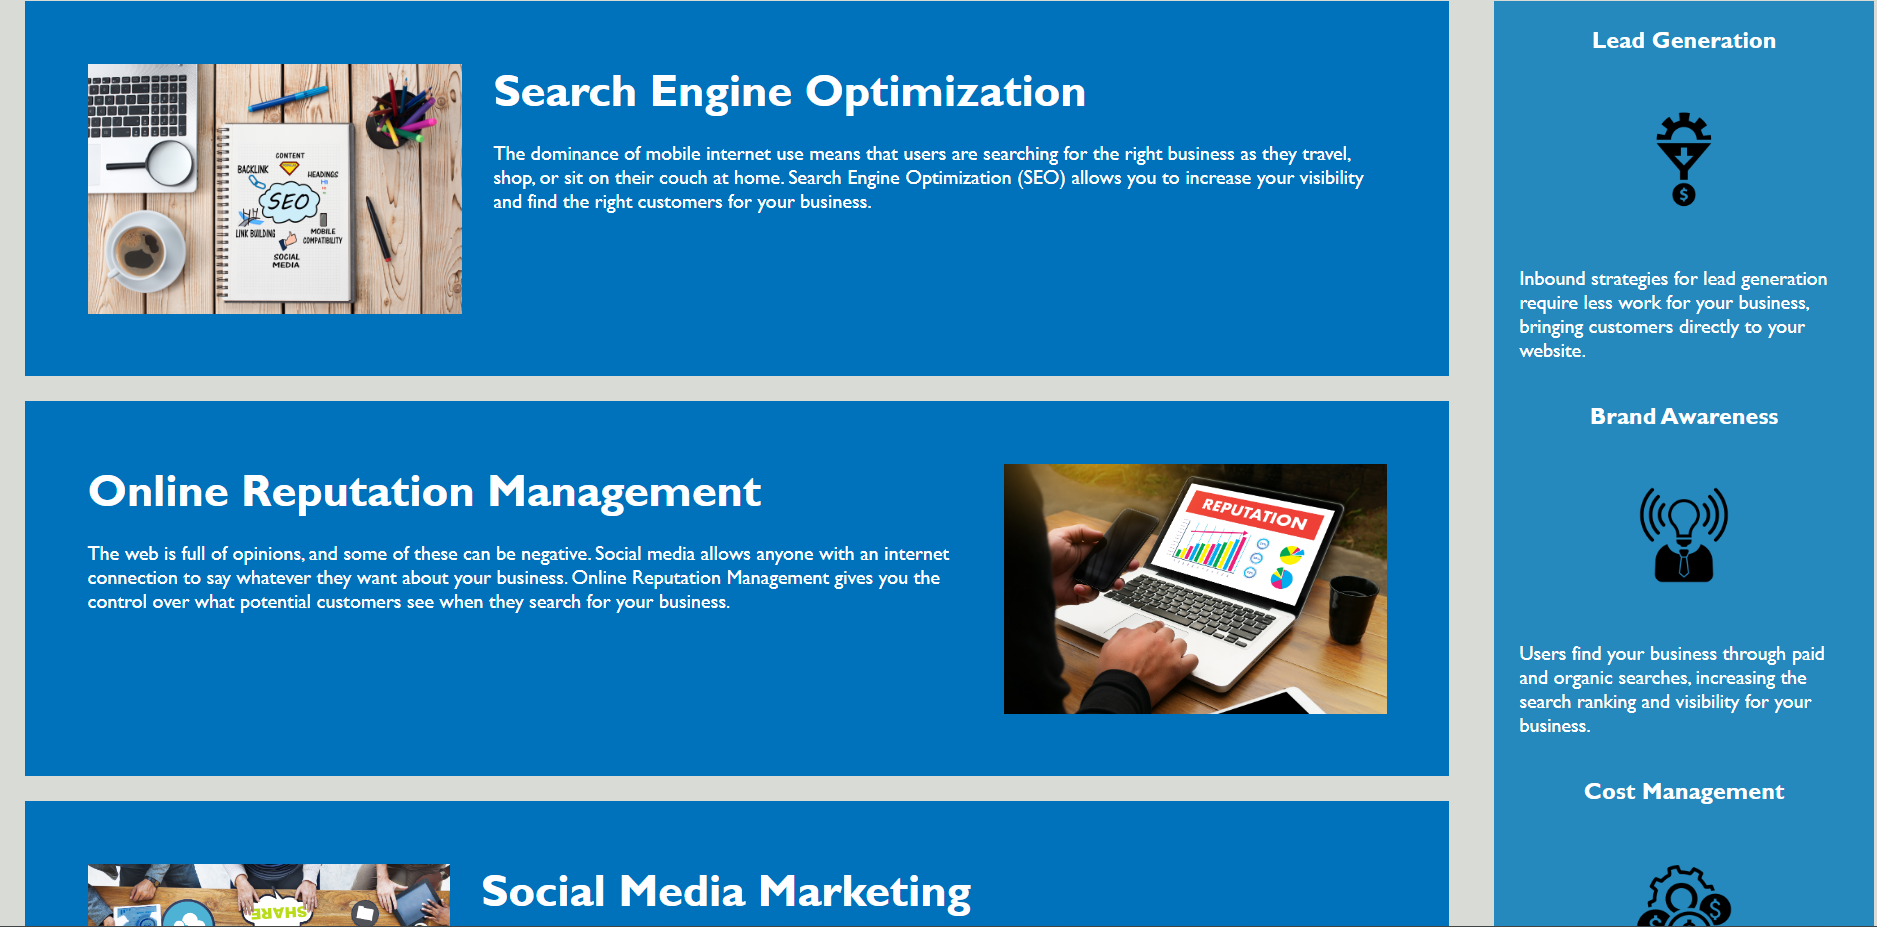 Search Engine Optimization
The dominance of mobile internet use means that users are searching for the right business as they travel,
shop, or sit on their couch at home. Search Engine Optimization (SEO) allows you to increase your visibility
and find the right customers for your business.
CONTENT
BACKLINK
HEADINGS
H1
SEO
LINK BUILDING
MOBILE
COMPATIBILITY
SOCIAL
MEDIA
Online Reputation Management
The web is full of opinions, and some of these can be negative. Social media allows anyone with an internet
connection to say whatever they want about your business. Online Reputation Management gives you the
control over what potential customers see when they search for your business.
REPUTATION
Social Media Marketing
SHARE
Lead Generation
$
Inbound strategies for lead generation
require less work for your business,
bringing customers directly to your
website.
Brand Awareness
Users find your business through paid
and organic searches, increasing the
search ranking and visibility for your
business.
Cost Management
$
$